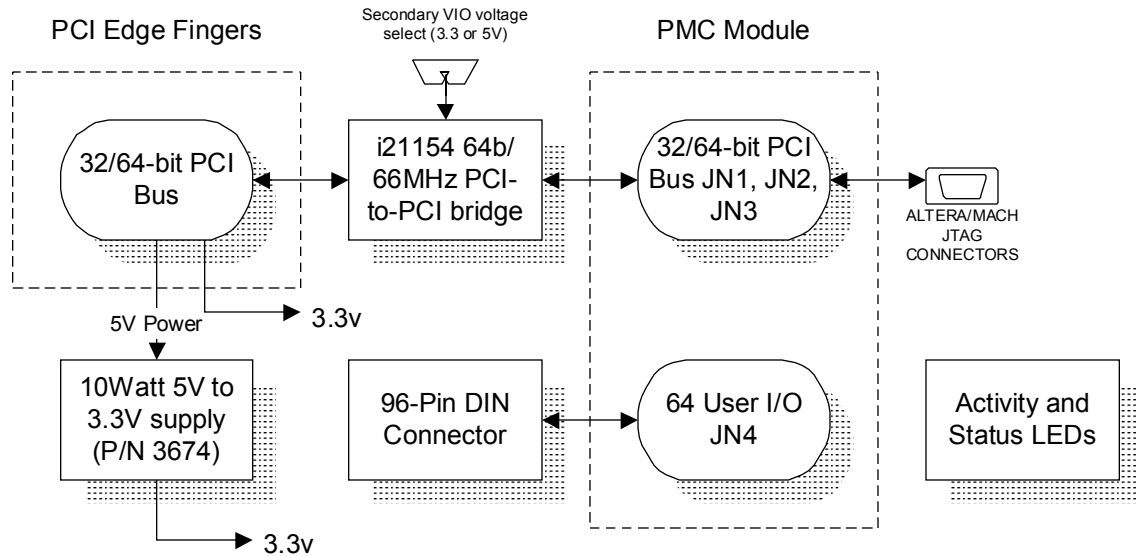 Secondary VIO voltage
select (3.3 or 5V)
PCI Edge Fingers
PMC Module
32/64-bit PCI
Bus
i21154 64b/
66MHz PCI-
to-PCI bridge
32/64-bit PCI
Bus JN1, JN2,
JN3
ALTERA/MACH
JTAG
CONNECTORS
5V Power
3.3v
10Watt 5V to
3.3V supply
(P/N 3674)
96-Pin DIN
Connector
64 User I/O
JN4
Activity and
Status LEDs
3.3v